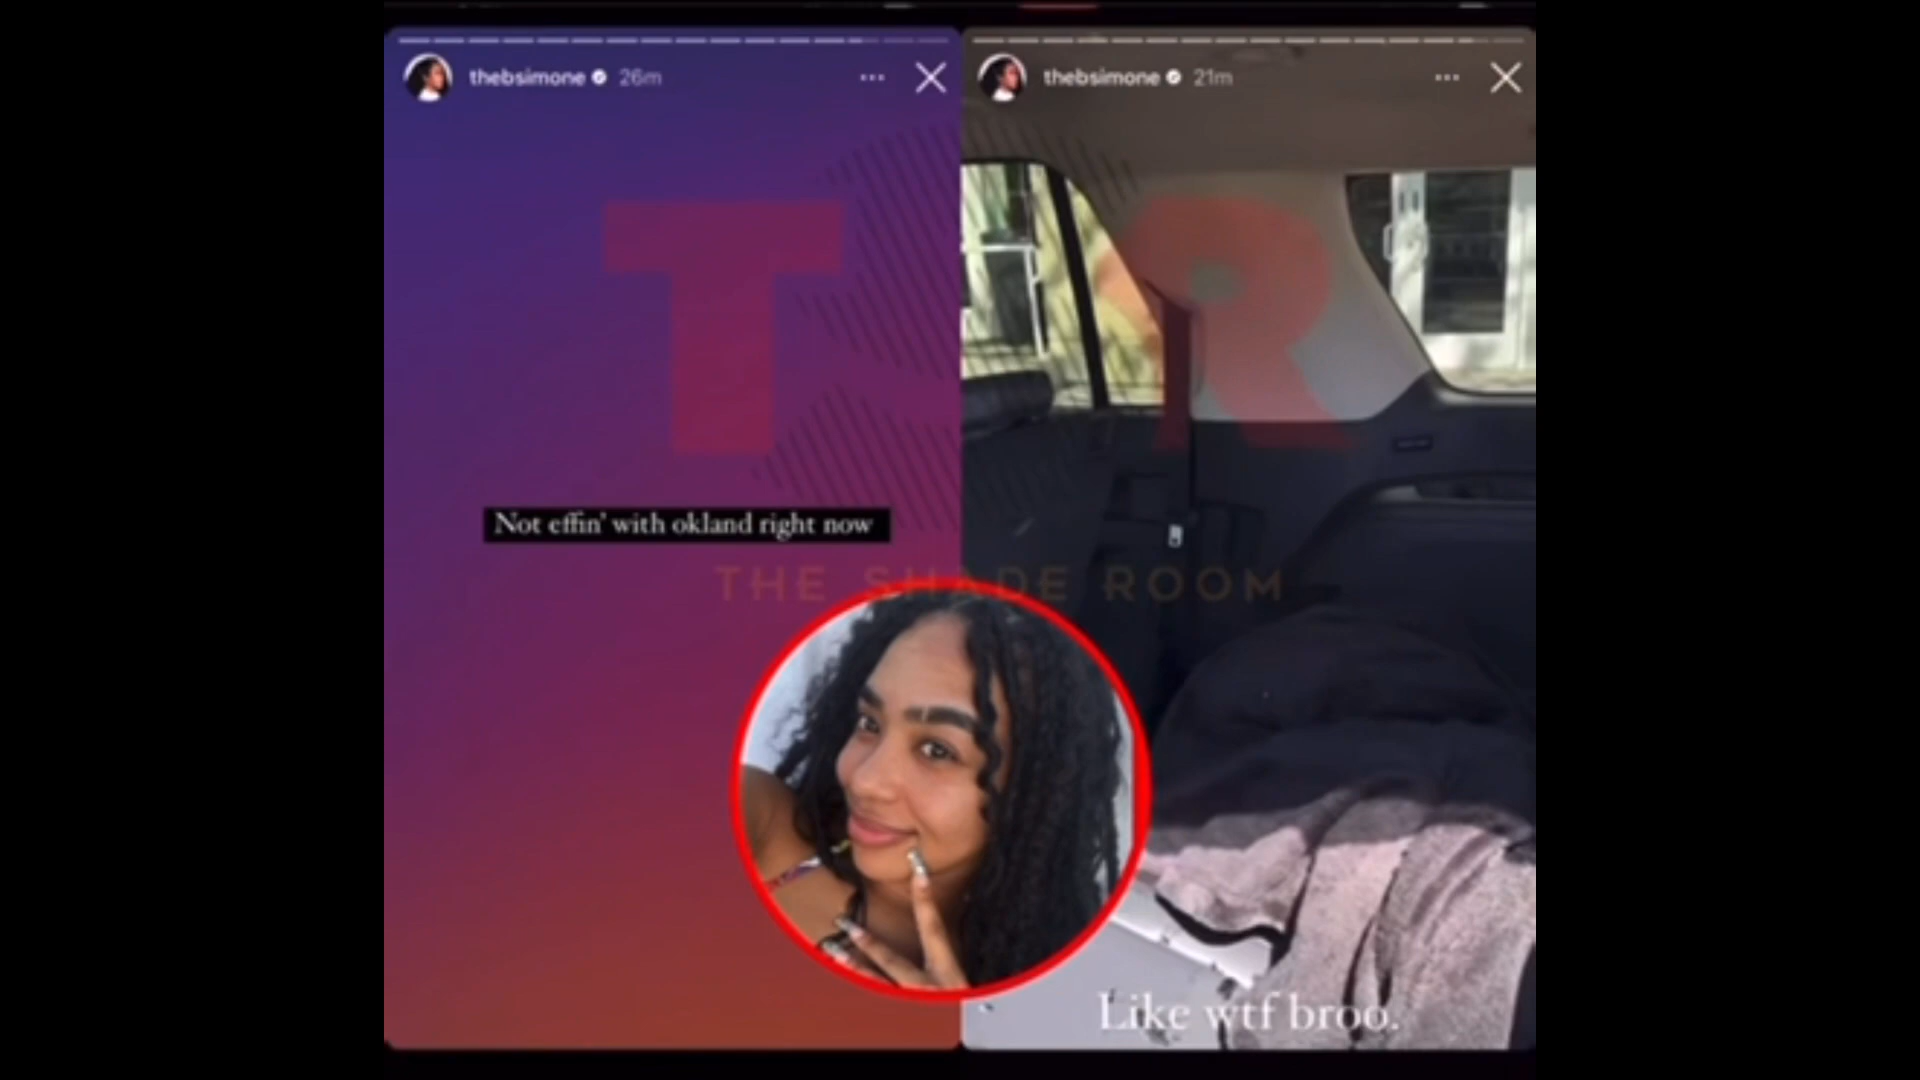 thebsimone 26m
thebsimone 21m
T R
Not effin' with okland right now
THE SHADE ROOM
Like wtf broo.